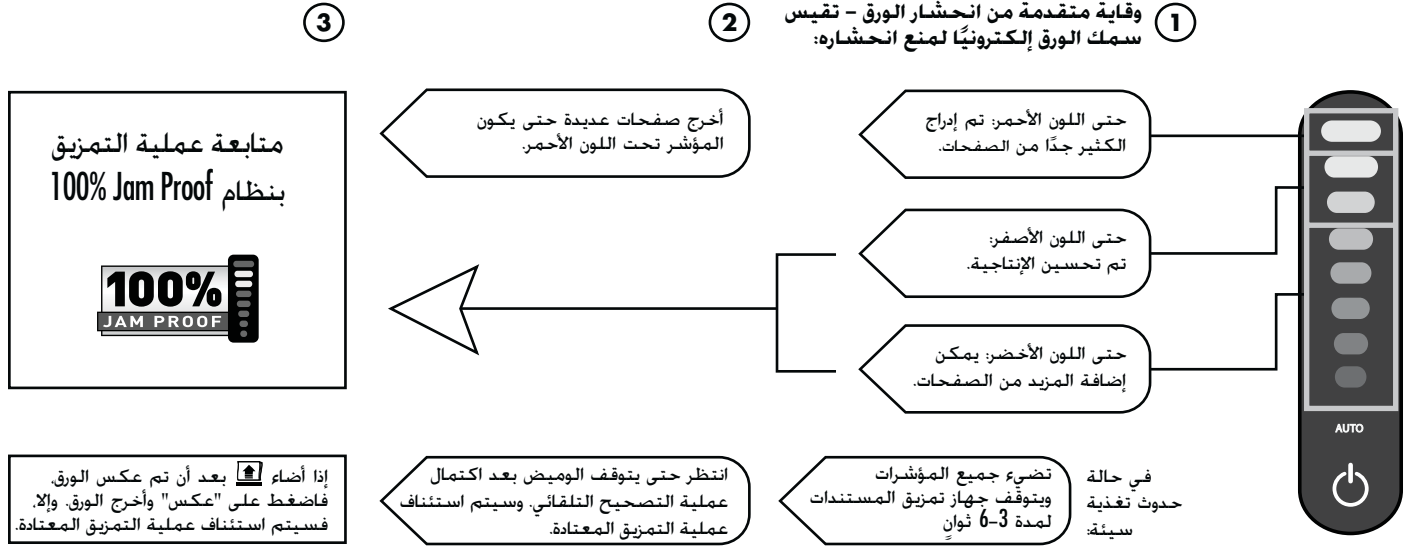 ①
وقاية متقدمة من انحشار الورق – تقيس
سمك الورق إلكترونيًا لمنع انحشاره:
②
③
حتى اللون الأحمر: تم إدراج
الكثير جدًا من الصفحات.
أخرج صفحات عديدة حتى يكون
المؤشر تحت اللون الأحمر.
حتى اللون الأصفر:
تم تحسين الإنتاجية.
حتى اللون الأخضر: يمكن
إضافة المزيد من الصفحات.
متابعة عملية التمزيق
بنظام 100% Jam Proof
100%
JAM PROOF
AUTO
في حالة
حدوث تغذية
سيئة:
تضيء جميع المؤشرات
ويتوقف جهاز تمزيق المستندات
لمدة 3–6 ثوانٍ
انتظر حتى يتوقف الوميض بعد اكتمال
عملية التصحيح التلقائي. وسيتم استئناف
عملية التمزيق المعتادة.
إذا أضاء بعد أن تم عكس الورق,
فاضغط على "عكس" وأخرج الورق. وإلا,
فسيتم استئناف عملية التمزيق المعتادة.